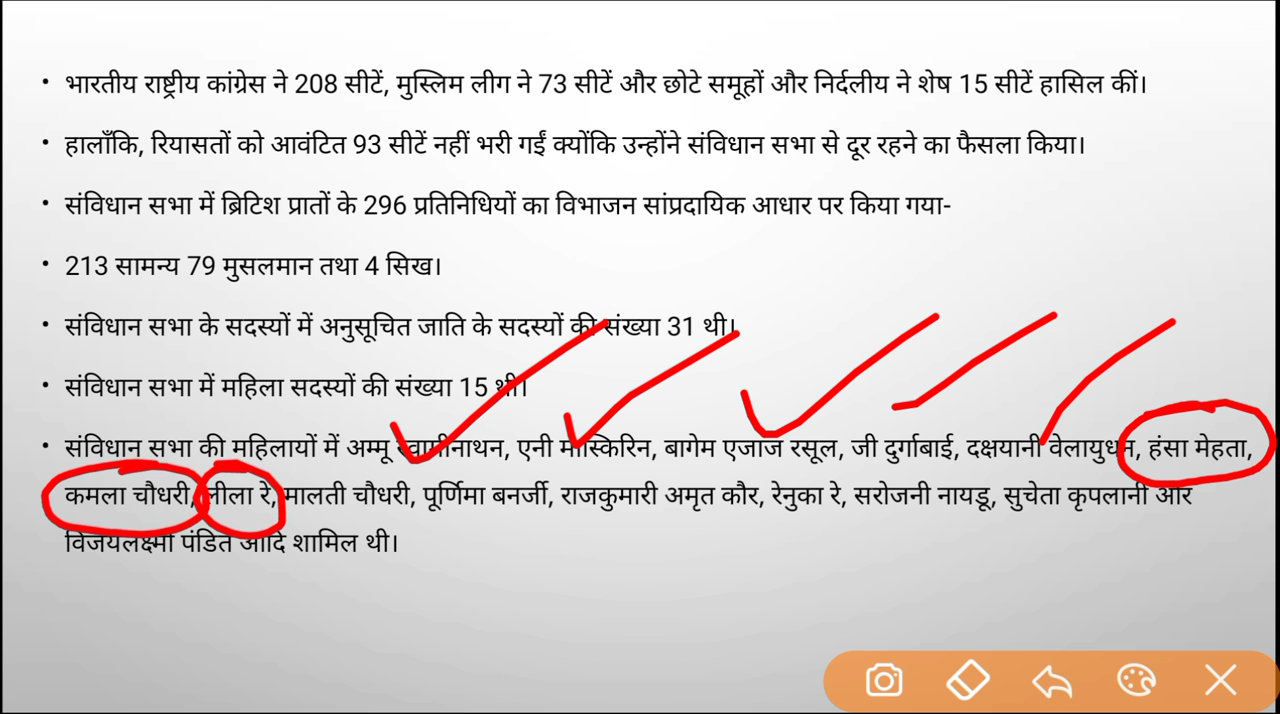 • भारतीय राष्ट्रीय कांग्रेस ने 208 सीटें, मुस्लिम लीग ने 73 सीटें और छोटे समूहों और निर्दलीय ने शेष 15 सीटें हासिल कीं।
• हालाँकि, रियासतों को आवंटित 93 सीटें नहीं भरी गईं क्योंकि उन्होंने संविधान सभा से दूर रहने का फैसला किया।
• संविधान सभा में ब्रिटिश प्रातों के 296 प्रतिनिधियों का विभाजन सांप्रदायिक आधार पर किया गया-
• 213 सामन्य 79 मुसलमान तथा 4 सिख।
• संविधान सभा के सदस्यों में अनुसूचित जाति के सदस्यों की संख्या 31 थी।
• संविधान सभा में महिला सदस्यों की संख्या 15 थी।
• संविधान सभा की महिलायों में अम्मू स्वामीनाथन, एनी मास्किरिन, बागेम एजाज रसूल, जी दुर्गाबाई, दक्षयानी वेलायुधन, हंसा मेहता,
कमला चौधरी, लीला रे, मालती चौधरी, पूर्णिमा बनर्जी, राजकुमारी अमृत कौर, रेनुका रे, सरोजनी नायडू, सुचेता कृपलानी और
विजयलक्ष्मी पंडित आदि शामिल थी।